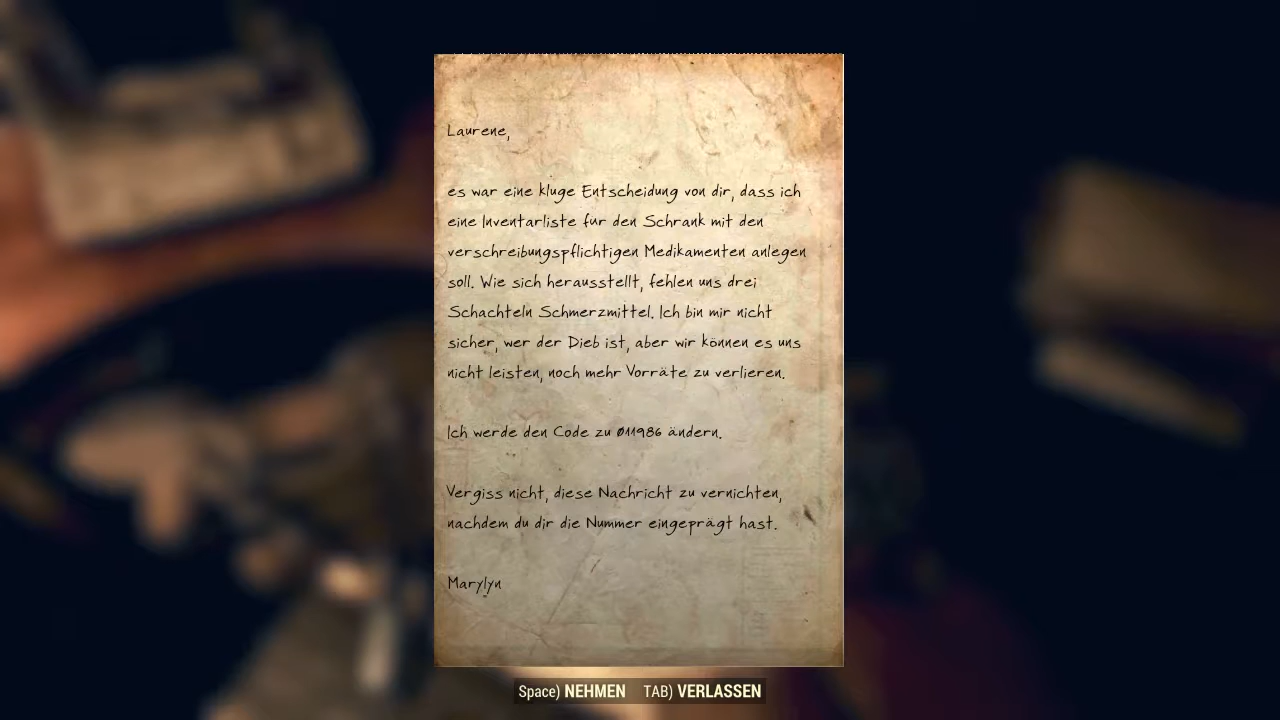 Laurene,
es war eine kluge Entscheidung von dir, dass ich
eine Inventarliste für den Schrank mit den
verschreibungspflichtigen Medikamenten anlegen
soll. Wie sich herausstellt, fehlen uns drei
Schachteln Schmerzmittel. Ich bin mir nicht
sicher, wer der Dieb ist, aber wir können es uns
nicht leisten, noch mehr Vorräte zu verlieren.
Ich werde den Code zu 011986 ändern.
Vergiss nicht, diese Nachricht zu vernichten,
nachdem du dir die Nummer eingeprägt hast.
Marylyn
Space) NEHMEN TAB) VERLASSEN